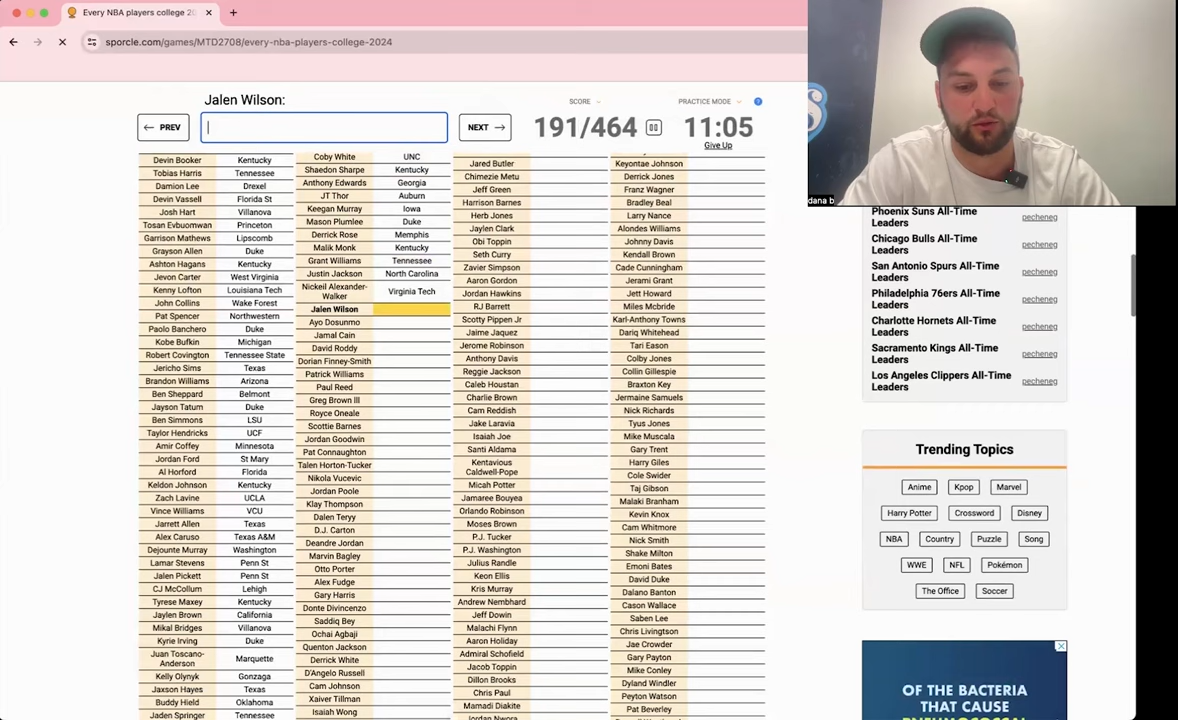 Every NBA players college 20
sporcle.com/games/MTD2708/every-nba-players-college-2024
Jalen Wilson:
SCORE
PRACTICE MODE
?
← PREV
NEXT →
191/464
11:05
Give Up
dana b
Devin Booker Kentucky
Tobias Harris Tennessee
Damion Lee Drexel
Devin Vassell Florida St
Josh Hart Villanova
Tosan Evbuomwan Princeton
Garrison Mathews Lipscomb
Grayson Allen Duke
Ashton Hagans Kentucky
Jevon Carter West Virginia
Kenny Lofton Louisiana Tech
John Collins Wake Forest
Pat Spencer Northwestern
Paolo Banchero Duke
Kobe Bufkin Michigan
Robert Covington Tennessee State
Jericho Sims Texas
Brandon Williams Arizona
Ben Sheppard Belmont
Jayson Tatum Duke
Ben Simmons LSU
Taylor Hendricks UCF
Amir Coffey Minnesota
Jordan Ford St Mary
Al Horford Florida
Keldon Johnson Kentucky
Zach Lavine UCLA
Vince Williams VCU
Jarrett Allen Texas
Alex Caruso Texas A&M
Dejounte Murray Washington
Lamar Stevens Penn St
Jalen Pickett Penn St
CJ McCollum Lehigh
Tyrese Maxey Kentucky
Jaylen Brown California
Mikal Bridges Villanova
Kyrie Irving Duke
Juan Toscano-
Anderson Marquette
Kelly Olynyk Gonzaga
Jaxson Hayes Texas
Buddy Hield Oklahoma
Jaden Springer Tennessee
Coby White UNC
Shaedon Sharpe Kentucky
Anthony Edwards Georgia
JT Thor Auburn
Keegan Murray Iowa
Mason Plumlee Duke
Derrick Rose Memphis
Malik Monk Kentucky
Grant Williams Tennessee
Justin Jackson North Carolina
Nickeil Alexander-
Walker Virginia Tech
Jalen Wilson
Ayo Dosunmo
Jamal Cain
David Roddy
Dorian Finney-Smith
Patrick Williams
Paul Reed
Greg Brown III
Royce Oneale
Scottie Barnes
Jordan Goodwin
Pat Connaughton
Talen Horton-Tucker
Nikola Vucevic
Jordan Poole
Klay Thompson
Dalen Teryy
D.J. Carton
Deandre Jordan
Marvin Bagley
Otto Porter
Alex Fudge
Gary Harris
Donte Divincenzo
Saddiq Bey
Ochai Agbaji
Quenton Jackson
Derrick White
D'Angelo Russell
Cam Johnson
Xaiver Tillman
Isaiah Wong
Jared Butler
Chimezie Metu
Jeff Green
Harrison Barnes
Herb Jones
Jaylen Clark
Obi Toppin
Seth Curry
Zavier Simpson
Aaron Gordon
Jordan Hawkins
RJ Barrett
Scotty Pippen Jr
Jaime Jaquez
Jerome Robinson
Anthony Davis
Reggie Jackson
Caleb Houstan
Charlie Brown
Cam Reddish
Jake Laravia
Isaiah Joe
Santi Aldama
Kentavious
Caldwell-Pope
Micah Potter
Jamaree Bouyea
Orlando Robinson
Moses Brown
P.J. Tucker
P.J. Washington
Julius Randle
Keon Ellis
Kris Murray
Andrew Nembhard
Jeff Dowin
Malachi Flynn
Aaron Holiday
Admiral Schofield
Jacob Toppin
Dillon Brooks
Chris Paul
Mamadi Diakite
Jordan Nwora
Keyontae Johnson
Derrick Jones
Franz Wagner
Bradley Beal
Larry Nance
Alondes Williams
Johnny Davis
Kendall Brown
Cade Cunningham
Jerami Grant
Jett Howard
Miles Mcbride
Karl-Anthony Towns
Dariq Whitehead
Tari Eason
Colby Jones
Collin Gillespie
Braxton Key
Jermaine Samuels
Nick Richards
Tyus Jones
Mike Muscala
Gary Trent
Harry Giles
Cole Swider
Taj Gibson
Malaki Branham
Kevin Knox
Cam Whitmore
Nick Smith
Shake Milton
Emoni Bates
David Duke
Dalano Banton
Cason Wallace
Saben Lee
Chris Livingtson
Jae Crowder
Gary Payton
Mike Conley
Dyland Windler
Peyton Watson
Pat Beverley
Phoenix Suns All-Time
Leaders pecheneg
Chicago Bulls All-Time
Leaders pecheneg
San Antonio Spurs All-Time
Leaders pecheneg
Philadelphia 76ers All-Time
Leaders pecheneg
Charlotte Hornets All-Time
Leaders pecheneg
Sacramento Kings All-Time
Leaders pecheneg
Los Angeles Clippers All-Time
Leaders pecheneg
Trending Topics
Anime Kpop Marvel
Harry Potter Crossword Disney
NBA Country Puzzle Song
WWE NFL Pokémon
The Office Soccer
OF THE BACTERIA
THAT CAUSE
PNEUMOCOCCAL